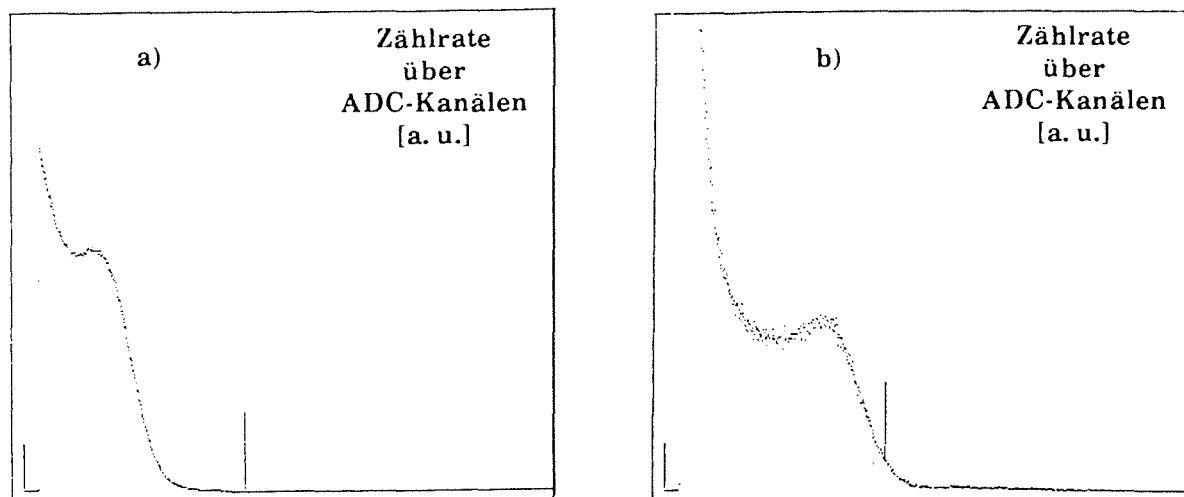 a)
Zählrate
über
ADC-Kanälen
[a. u.]
b)
Zählrate
über
ADC-Kanälen
[a. u.]